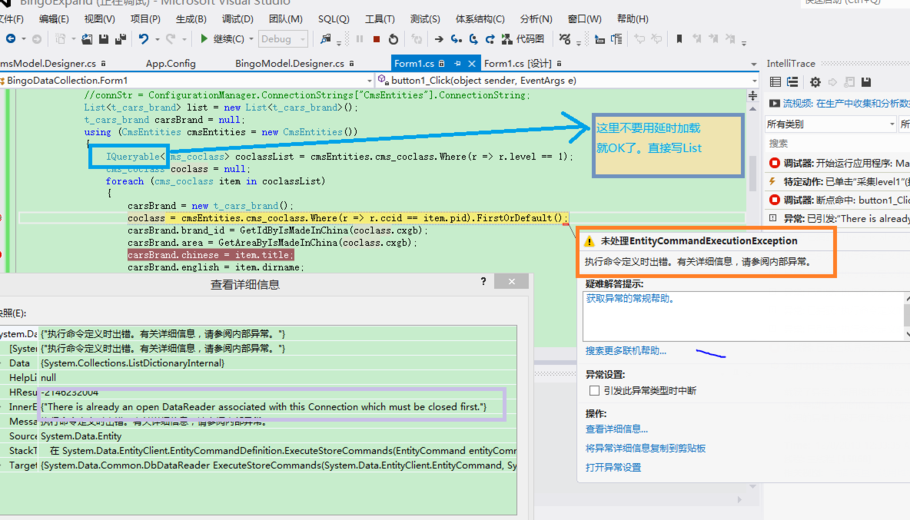 BingoExpand (正在调试) - Microsoft Visual Studio
快速启动 (Ctrl+Q)
文件(F) 编辑(E) 视图(V) 项目(P) 生成(B) 调试(D) 团队(M) SQL(Q) 工具(T) 测试(S) 体系结构(C) 分析(N) 窗口(W) 帮助(H)
继续(C) Debug 代码图
msModel.Designer.cs App.Config BingoModel.Designer.cs Form1.cs Form1.cs [设计]
BingoDataCollection.Form1 button1_Click(object sender, EventArgs e)
//connStr = ConfigurationManager.ConnectionStrings["CmsEntities"].ConnectionString;
List<t_cars_brand> list = new List<t_cars_brand>();
t_cars_brand carsBrand = null;
using (CmsEntities cmsEntities = new CmsEntities())
{
IQueryable<cms_coclass> coclassList = cmsEntities.cms_coclass.Where(r => r.level == 1);
cms_coclass coclass = null;
foreach (cms_coclass item in coclassList)
{
carsBrand = new t_cars_brand();
coclass = cmsEntities.cms_coclass.Where(r => r.ccid == item.pid).FirstOrDefault();
carsBrand.brand_id = GetIdByIsMadeInChina(coclass.cxgb);
carsBrand.area = GetAreaByIsMadeInChina(coclass.cxgb);
carsBrand.chinese = item.title;
carsBrand.english = item.dirname;
这里不要用延时加载
就OK了。直接写List
IntelliTrace
流视频: 在生产中收集和分析数据
所有类别
所有
搜索
调试器: 开始运行应用程序: Ma
特定动作: 已单击"采集level1"(
调试器: 断点命中: button1_Click
异常: 已引发:"There is already
未处理EntityCommandExecutionException
执行命令定义时出错。有关详细信息，请参阅内部异常。
疑难解答提示:
获取异常的常规帮助。
搜索更多联机帮助...
异常设置:
引发此异常类型时中断
操作:
查看详细信息...
将异常详细信息复制到剪贴板
打开异常设置
查看详细信息
?
照(E):
ystem.Da {"执行命令定义时出错。有关详细信息，请参阅内部异常。"}
[System {"执行命令定义时出错。有关详细信息，请参阅内部异常。"}
Data {System.Collections.ListDictionaryInternal}
HelpLi null
HResu -2146232004
InnerE {"There is already an open DataReader associated with this Connection which must be closed first."}
Messa 执行命令定义时出错。有关详细信息，请参阅内部异常。
Source System.Data.Entity
StackT 在 System.Data.EntityClient.EntityCommandDefinition.ExecuteStoreCommands(EntityCommand entityComm
Target {System.Data.Common.DbDataReader ExecuteStoreCommands(System.Data.EntityClient.EntityCommand, Sy